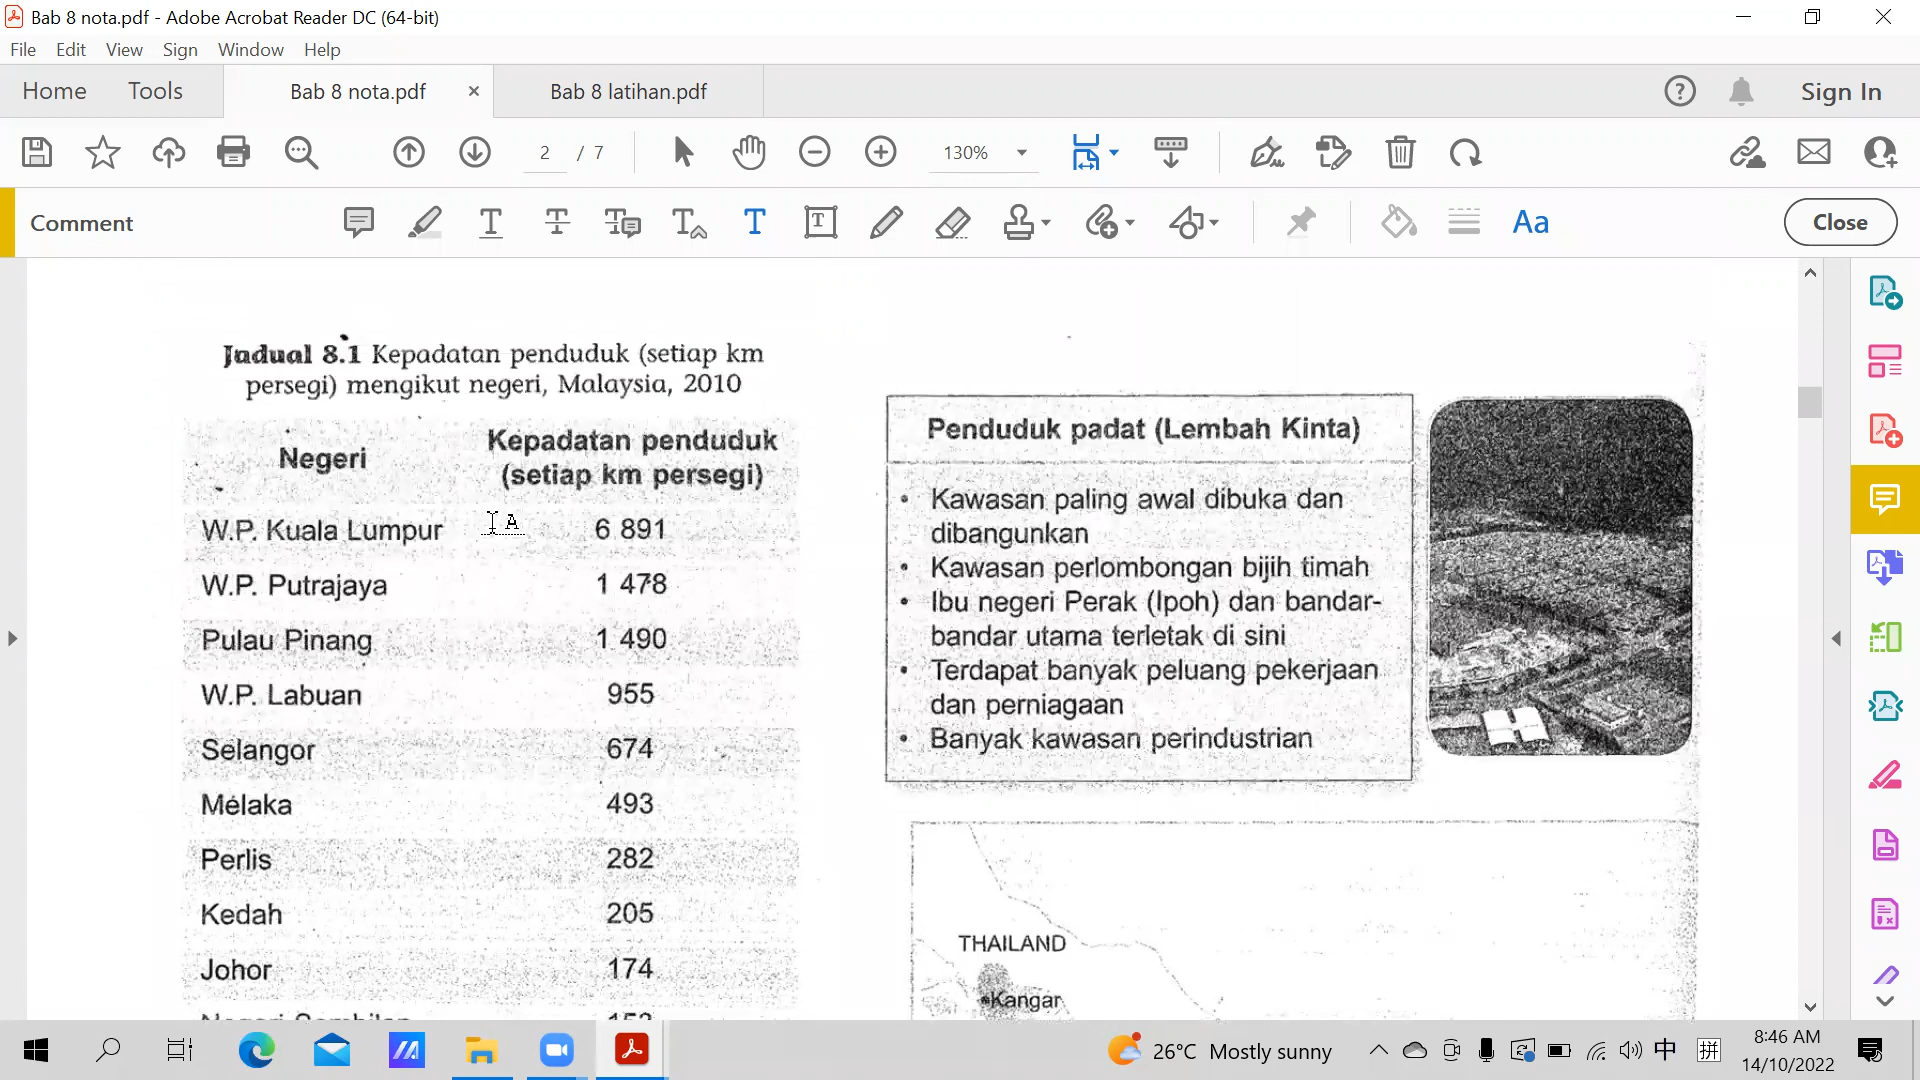 Bab 8 nota.pdf - Adobe Acrobat Reader DC (64-bit)
File Edit View Sign Window Help
Home Tools Bab 8 nota.pdf × Bab 8 latihan.pdf Sign In
2 / 7 130%
Comment Close
Jadual 8.1 Kepadatan penduduk (setiap km
persegi) mengikut negeri, Malaysia, 2010
Negeri
Kepadatan penduduk
(setiap km persegi)
W.P. Kuala Lumpur 6 891
W.P. Putrajaya 1 478
Pulau Pinang 1 490
W.P. Labuan 955
Selangor 674
Melaka 493
Perlis 282
Kedah 205
Johor 174
Penduduk padat (Lembah Kinta)
• Kawasan paling awal dibuka dan
dibangunkan
• Kawasan perlombongan bijih timah
• Ibu negeri Perak (Ipoh) dan bandar-
bandar utama terletak di sini
• Terdapat banyak peluang pekerjaan
dan perniagaan
• Banyak kawasan perindustrian
THAILAND
Kangar
26°C Mostly sunny
中
拼
8:46 AM
14/10/2022